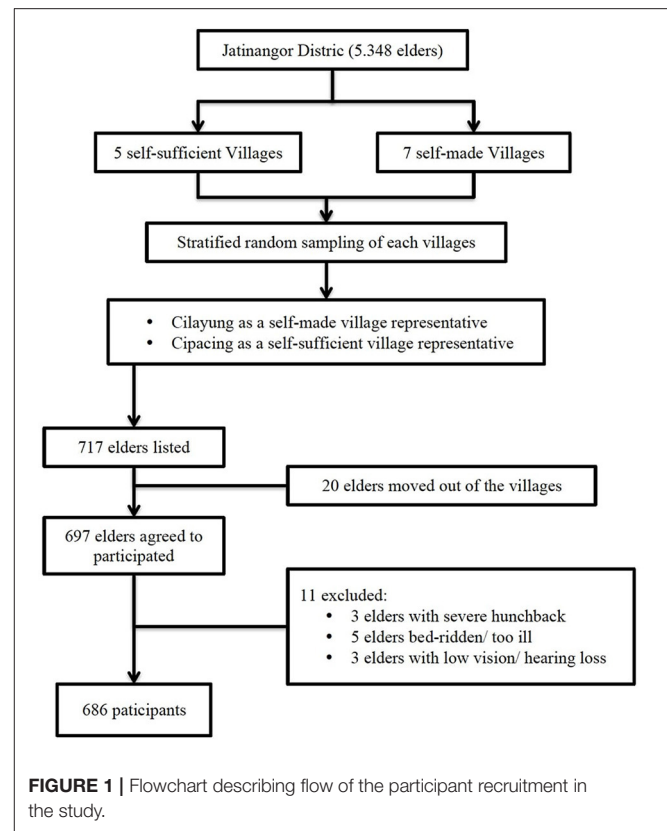 Jatinangor Distric (5.348 elders)
5 self-sufficient Villages
7 self-made Villages
Stratified random sampling of each villages
• Cilayung as a self-made village representative
• Cipacing as a self-sufficient village representative
717 elders listed
20 elders moved out of the villages
697 elders agreed to
participated
11 excluded:
• 3 elders with severe hunchback
• 5 elders bed-ridden/ too ill
• 3 elders with low vision/ hearing loss
686 paticipants
FIGURE 1 | Flowchart describing flow of the participant recruitment in
the study.